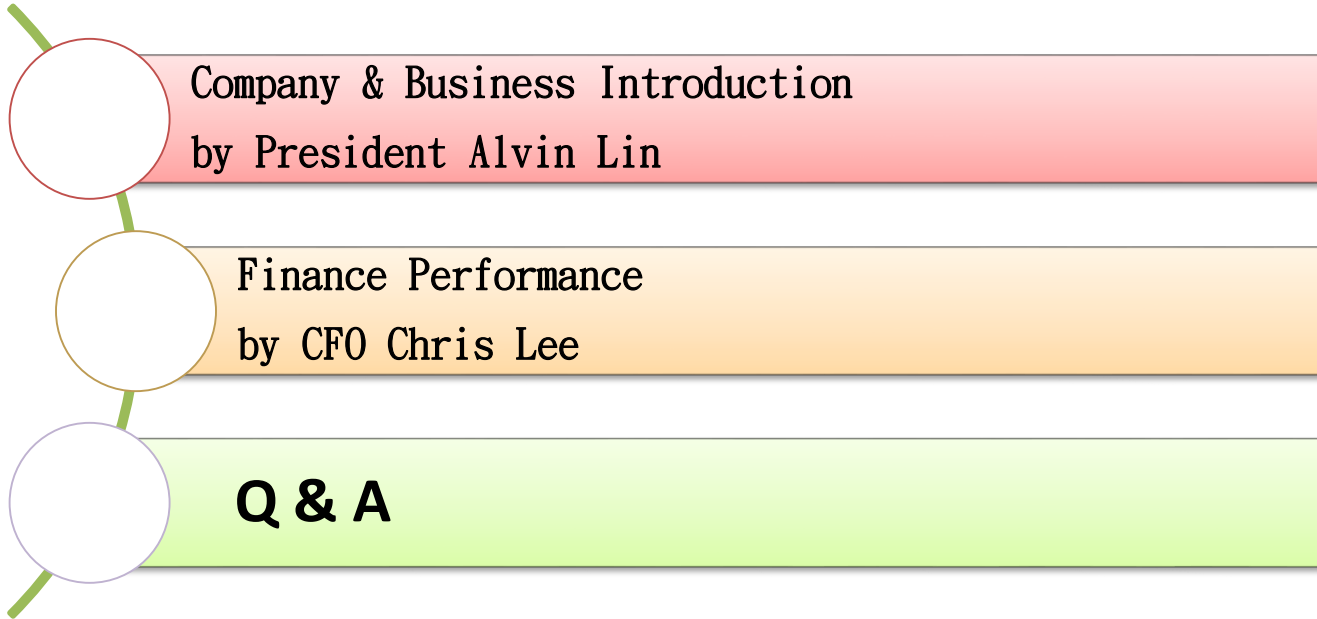 Company & Business Introduction
by President Alvin Lin
Finance Performance
by CFO Chris Lee
Q & A